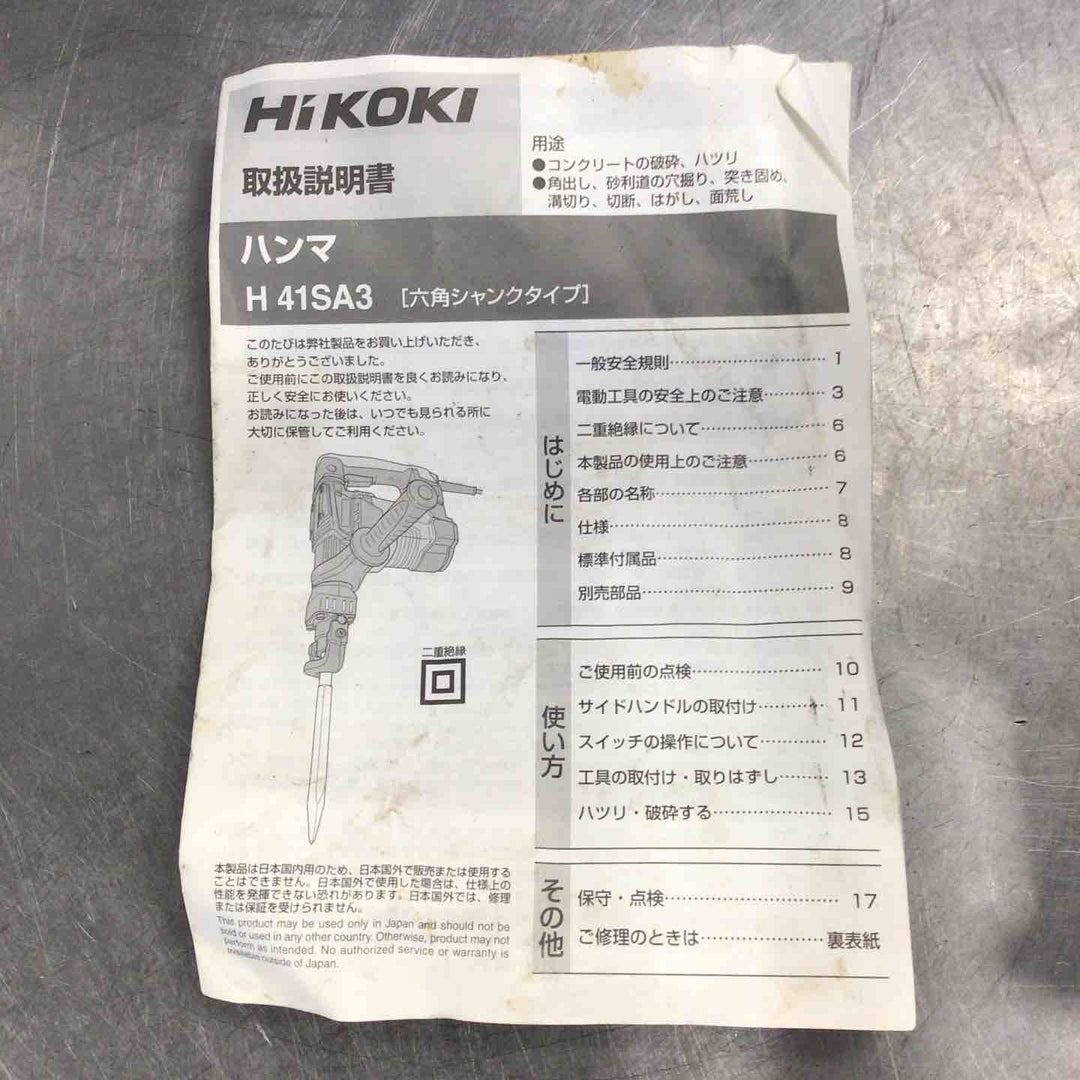 HiKOKI
取扱説明書
用途
●コンクリートの破砕、ハツリ
●角出し、砂利道の穴掘り、突き固め、
溝切り、切断、はがし、面荒し
ハンマ
H 41SA3 [六角シャンクタイプ]
このたびは弊社製品をお買い上げいただき、
ありがとうございました。
ご使用前にこの取扱説明書を良くお読みになり、
正しく安全にお使いください。
お読みになった後は、いつでも見られる所に
大切に保管してご利用ください。
二重絶縁
本製品は日本国内用のため、日本国外で販売または使用する
ことはできません。日本国外で使用した場合は、仕様上の
性能を発揮できない恐れがあります。日本国外では、修理
または保証を受けられません。
This product may be used only in Japan and should not be
sold or used in any other country. Otherwise, product may not
perform as intended. No authorized service or warranty is
available outside of Japan.
はじめに
一般安全規則 1
電動工具の安全上のご注意 3
二重絶縁について 6
本製品の使用上のご注意 6
各部の名称 7
仕様 8
標準付属品 8
別売部品 9
使い方
ご使用前の点検 10
サイドハンドルの取付け 11
スイッチの操作について 12
工具の取付け・取りはずし 13
ハツリ・破砕する 15
その他
保守・点検 17
ご修理のときは 裏表紙